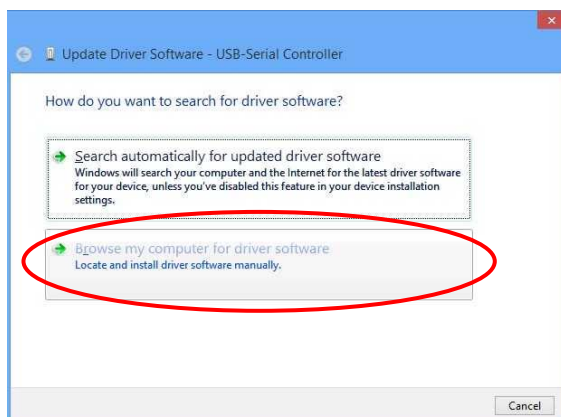 Update Driver Software - USB-Serial Controller
How do you want to search for driver software?
Search automatically for updated driver software
Windows will search your computer and the Internet for the latest driver software
for your device, unless you've disabled this feature in your device installation
settings.
Browse my computer for driver software
Locate and install driver software manually.
Cancel